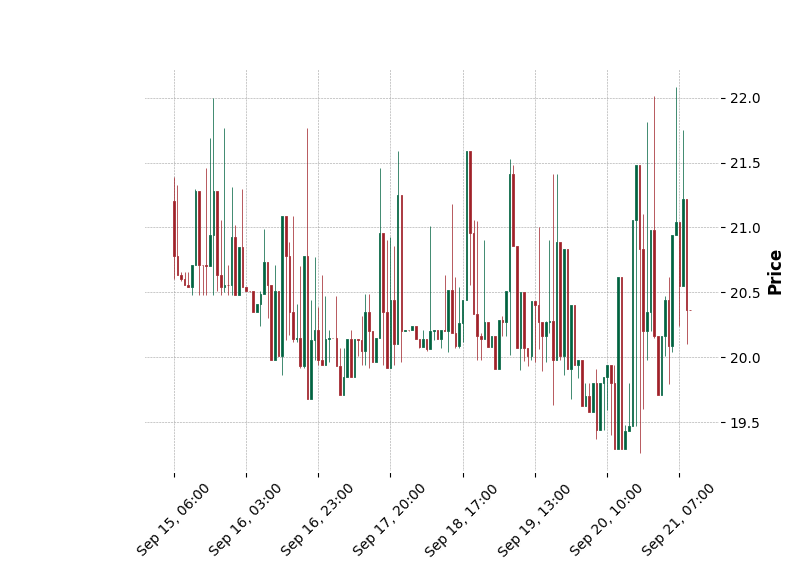 22.0
21.5
21.0
20.5
20.0
19.5
Price
Sep 15, 06:00
Sep 16, 03:00
Sep 16, 23:00
Sep 17, 20:00
Sep 18, 17:00
Sep 19, 13:00
Sep 20, 10:00
Sep 21, 07:00